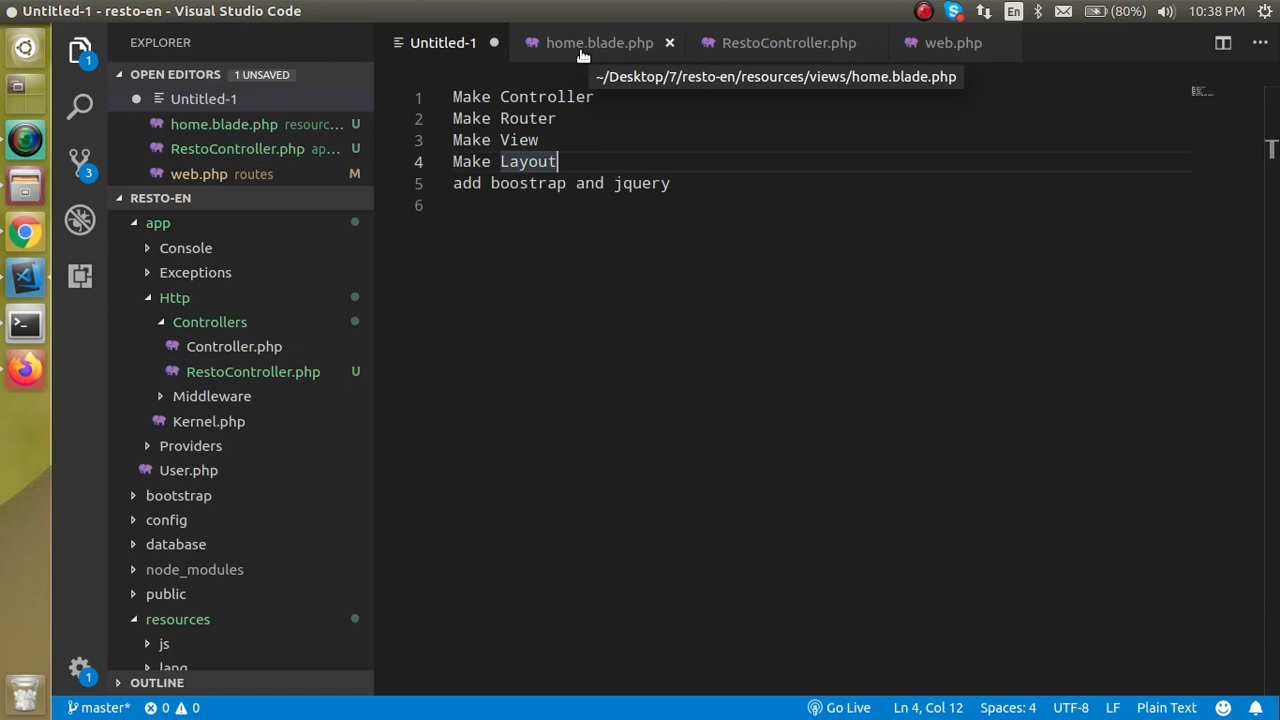 Untitled-1 - resto-en - Visual Studio Code
En
(80%)
10:38 PM
EXPLORER
Untitled-1
home.blade.php
RestoController.php
web.php
OPEN EDITORS 1 UNSAVED
~/Desktop/7/resto-en/resources/views/home.blade.php
Untitled-1
home.blade.php resourc... U
RestoController.php ap... U
web.php routes M
RESTO-EN
app
Console
Exceptions
Http
Controllers
Controller.php
RestoController.php U
Middleware
Kernel.php
Providers
User.php
bootstrap
config
database
node_modules
public
resources
js
lang
OUTLINE
1 Make Controller
2 Make Router
3 Make View
4 Make Layout
5 add boostrap and jquery
6
1
3
1
master*
0
0
Go Live
Ln 4, Col 12
Spaces: 4
UTF-8
LF
Plain Text